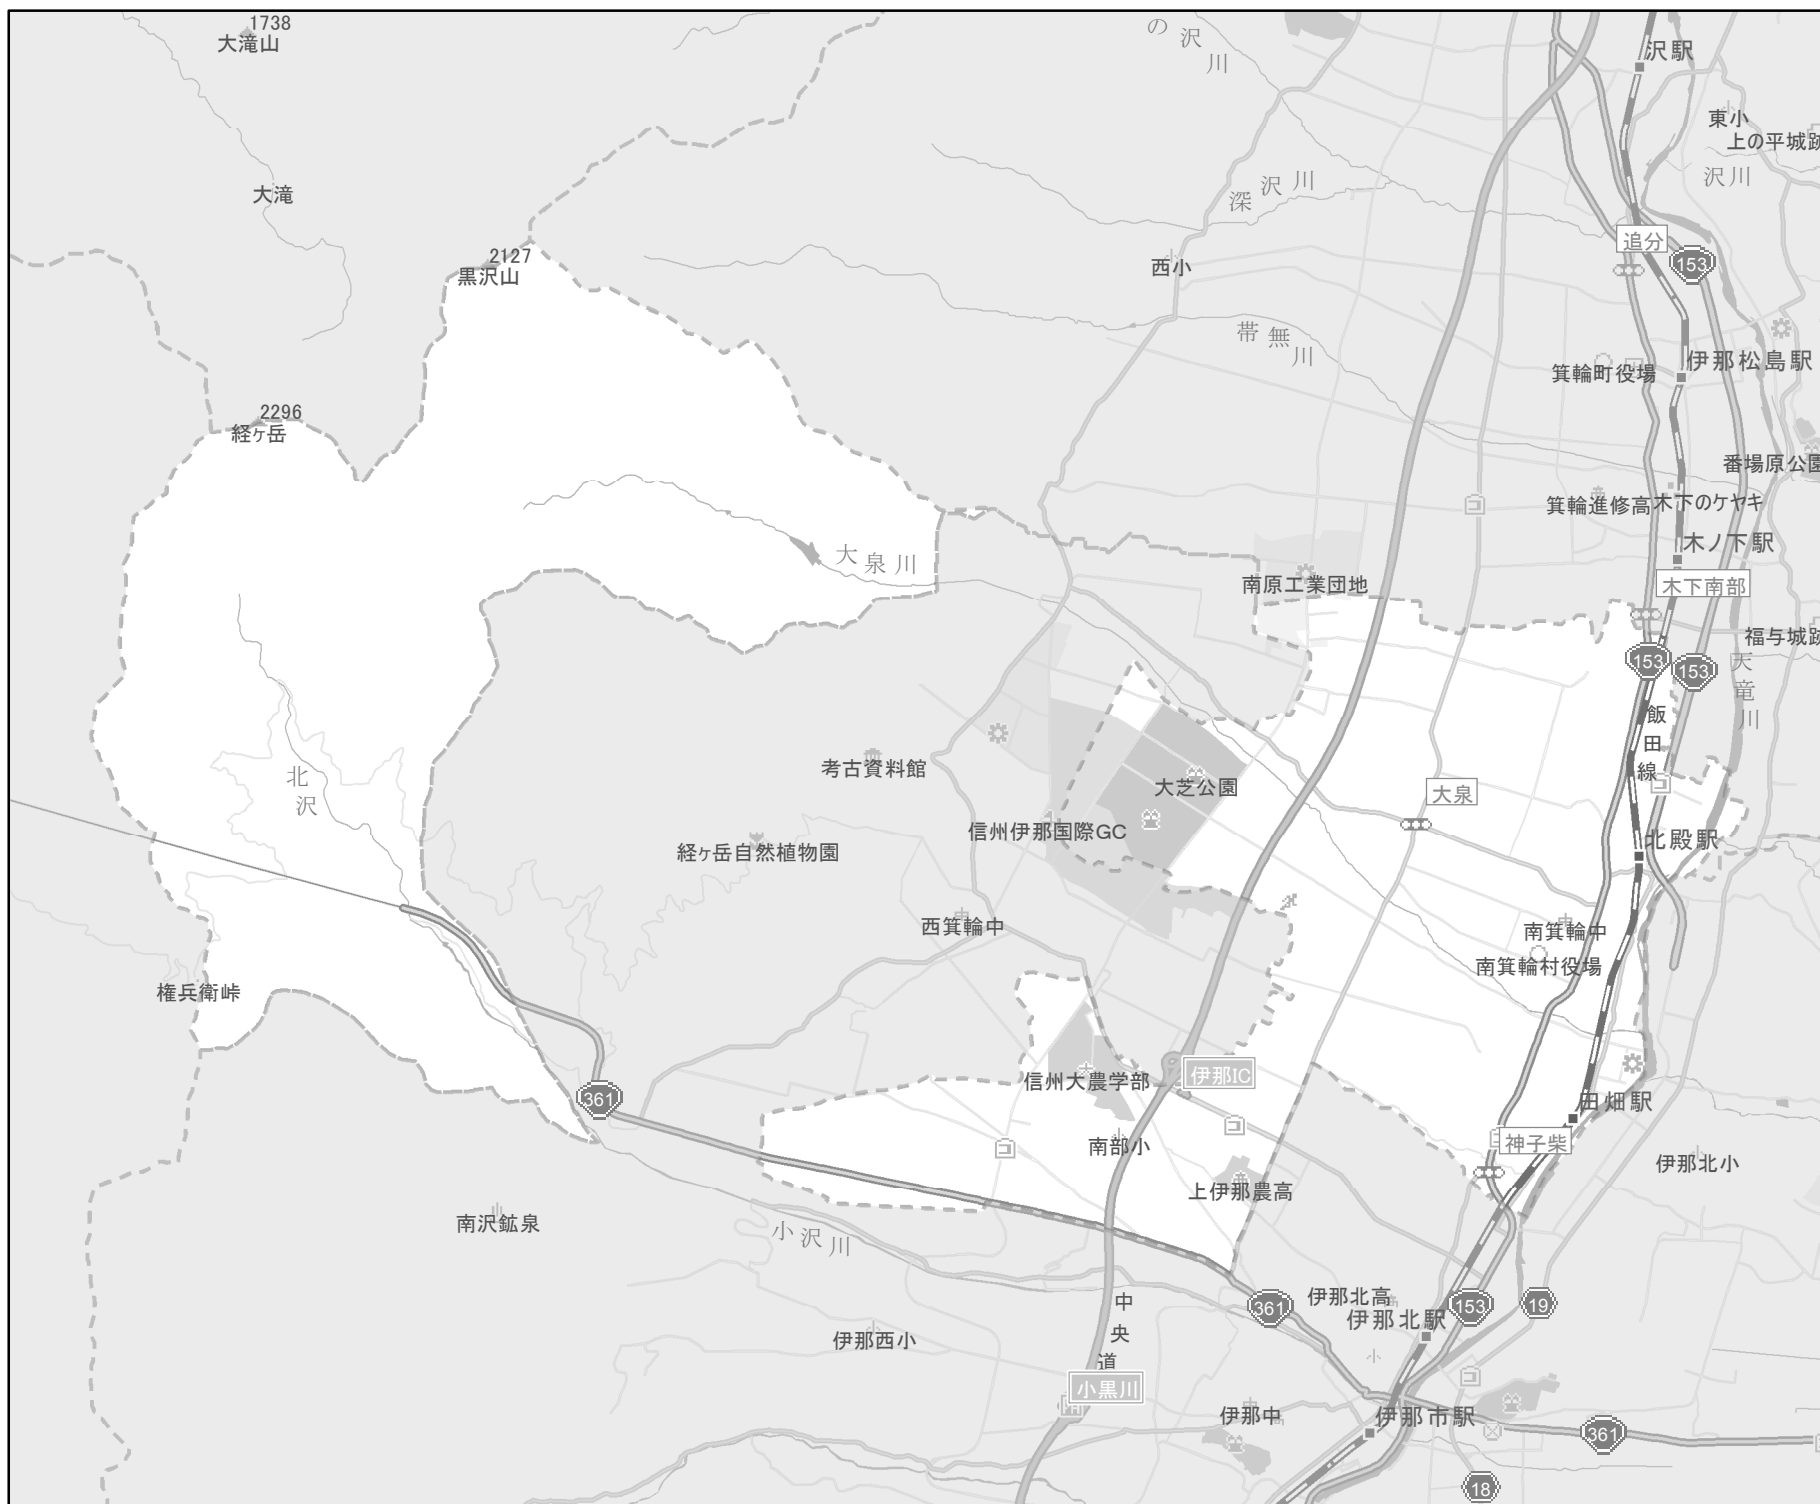 1738
大滝山
の沢川
沢駅
東小
上の平城跡
大滝
深沢川
沢川
追分
153
2127
黒沢山
西小
帯無川
伊那松島駅
箕輪町役場
2296
経ヶ岳
番場原公園
箕輪進修高
木下のケヤキ
大泉川
木ノ下駅
南原工業団地
木下南部
福与城跡
153
153
天竜川
飯田線
北沢
考古資料館
大芝公園
大泉
信州伊那国際GC
北殿駅
経ヶ岳自然植物園
中
西箕輪中
中
南箕輪中
南箕輪村役場
権兵衛峠
伊那IC
信州大農学部
361
田畑駅
神子柴
小
南部小
小
伊那北小
上伊那農高
小
南沢鉱泉
小沢川
中央道
361
伊那北高
153
19
伊那北駅
小
伊那西小
小
小黒川
PA
伊那中
伊那市駅
361
18